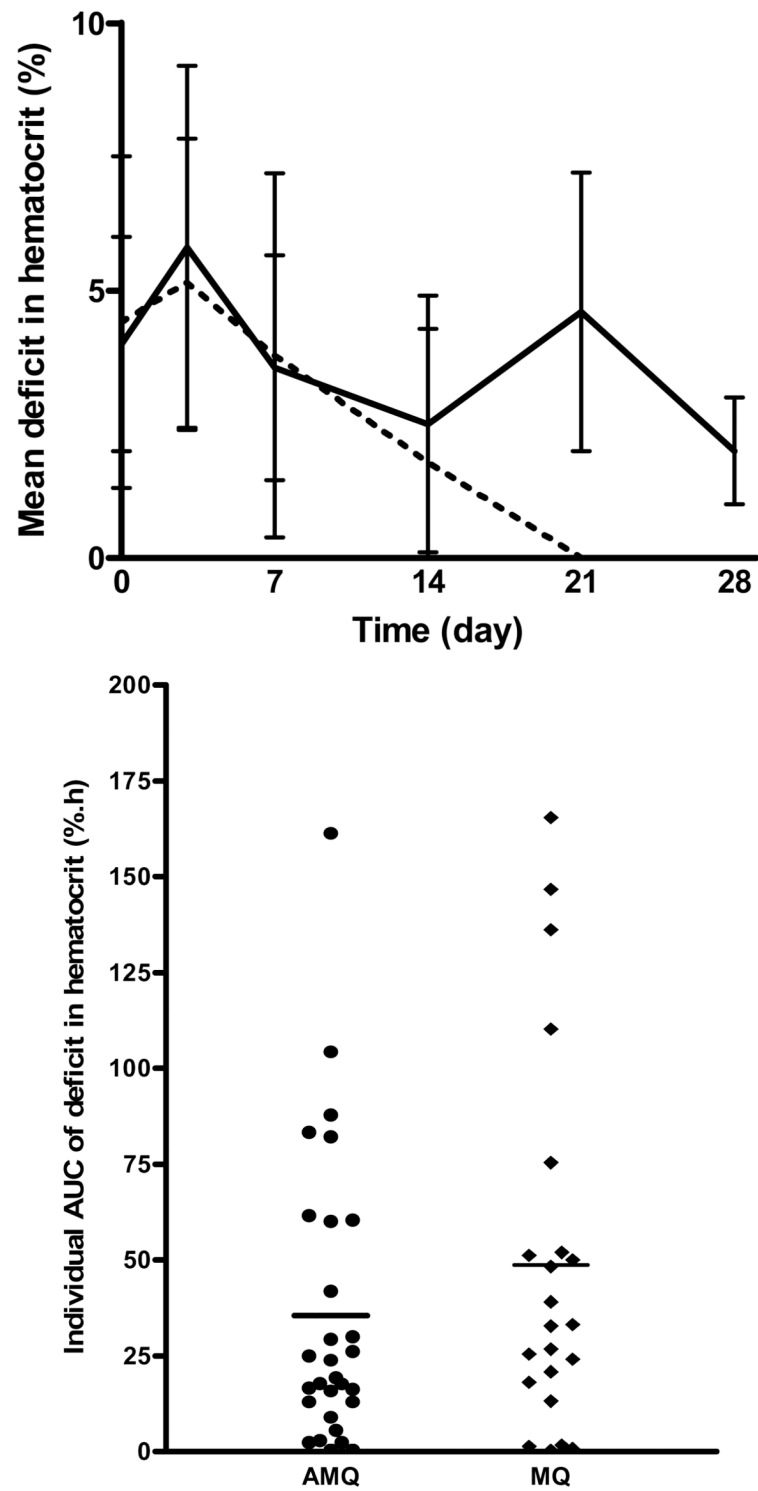 Mean deficit in hematocrit (%)
10
5
0
0 7 14 21 28
Time (day)
Individual AUC of deficit in hematocrit (%.h)
200
175
150
125
100
75
50
25
0
AMQ MQ